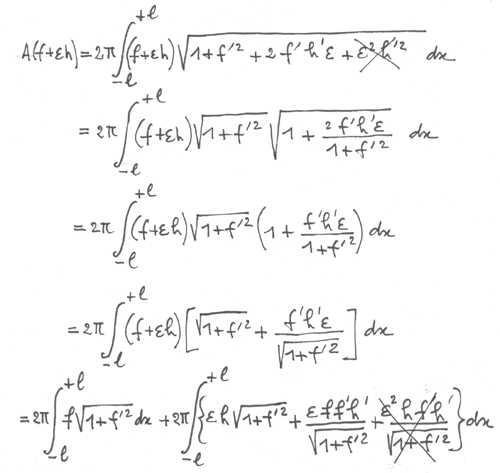 A(f+εh) = 2π ∫_{-ℓ}^{+ℓ} (f+εh) √(1+f'² + 2f'h'ε + ε²h'²) dx
= 2π ∫_{-ℓ}^{+ℓ} (f+εh) √(1+f'²) √(1 + 2f'h'ε/(1+f'²)) dx
= 2π ∫_{-ℓ}^{+ℓ} (f+εh) √(1+f'²) (1 + f'h'ε/(1+f'²)) dx
= 2π ∫_{-ℓ}^{+ℓ} (f+εh) [√(1+f'²) + f'h'ε/√(1+f'²)] dx
= 2π ∫_{-ℓ}^{+ℓ} f√(1+f'²) dx + 2π ∫_{-ℓ}^{+ℓ} {εh√(1+f'²) + εff'h'/√(1+f'²) + ε²hf'h'/√(1+f'²)} dx